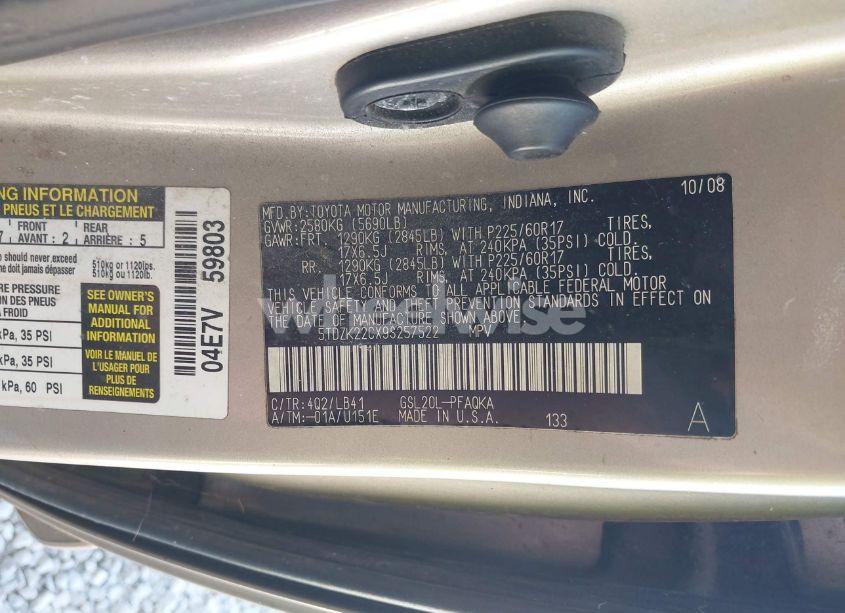 NG INFORMATION
PNEUS ET LE CHARGEMENT
7 FRONT AVANT : 2 REAR ARRIÈRE : 5
should never exceed 510kg or 1120lps.
ne doit jamais dépasser 510kg ou 1120lb.
E PRESSURE
ON DES PNEUS
A FROID
kPa, 35 PSI
kPa, 35 PSI
kPa, 60 PSI
SEE OWNER'S
MANUAL FOR
ADDITIONAL
INFORMATION
VOIR LE MANUEL DE
L'USAGER POUR
PLUS DE
RENSEIGNEMENTS
04E7V 59803
10/08
MFD.BY:TOYOTA MOTOR MANUFACTURING, INDIANA, INC.
GVWR:2580KG (5690LB)
GAWR:FRT. 1290KG (2845LB) WITH P225/60R17 TIRES,
17X6.5J RIMS, AT 240KPA (35PSI) COLD.
RR. 1290KG (2845LB) WITH P225/60R17 TIRES,
17X6.5J RIMS, AT 240KPA (35PSI) COLD.
THIS VEHICLE CONFORMS TO ALL APPLICABLE FEDERAL MOTOR
VEHICLE SAFETY AND THEFT PREVENTION STANDARDS IN EFFECT ON
THE DATE OF MANUFACTURE SHOWN ABOVE.
5TDZK22CX9S257522 MPV
wheelwise
C/TR:4Q2/LB41 GSL20L-PFAQKA
A/TM:-01A/U151E MADE IN U.S.A. 133 A